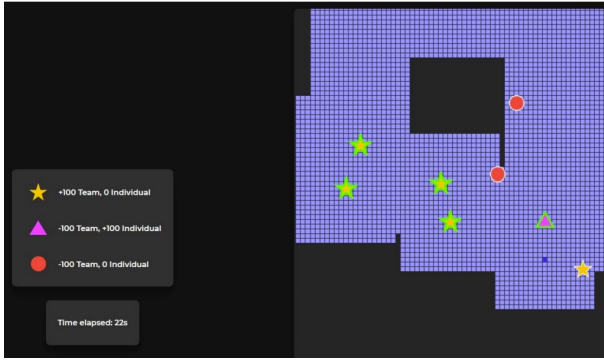 +100 Team, 0 Individual
-100 Team, +100 Individual
-100 Team, 0 Individual
Time elapsed: 22s